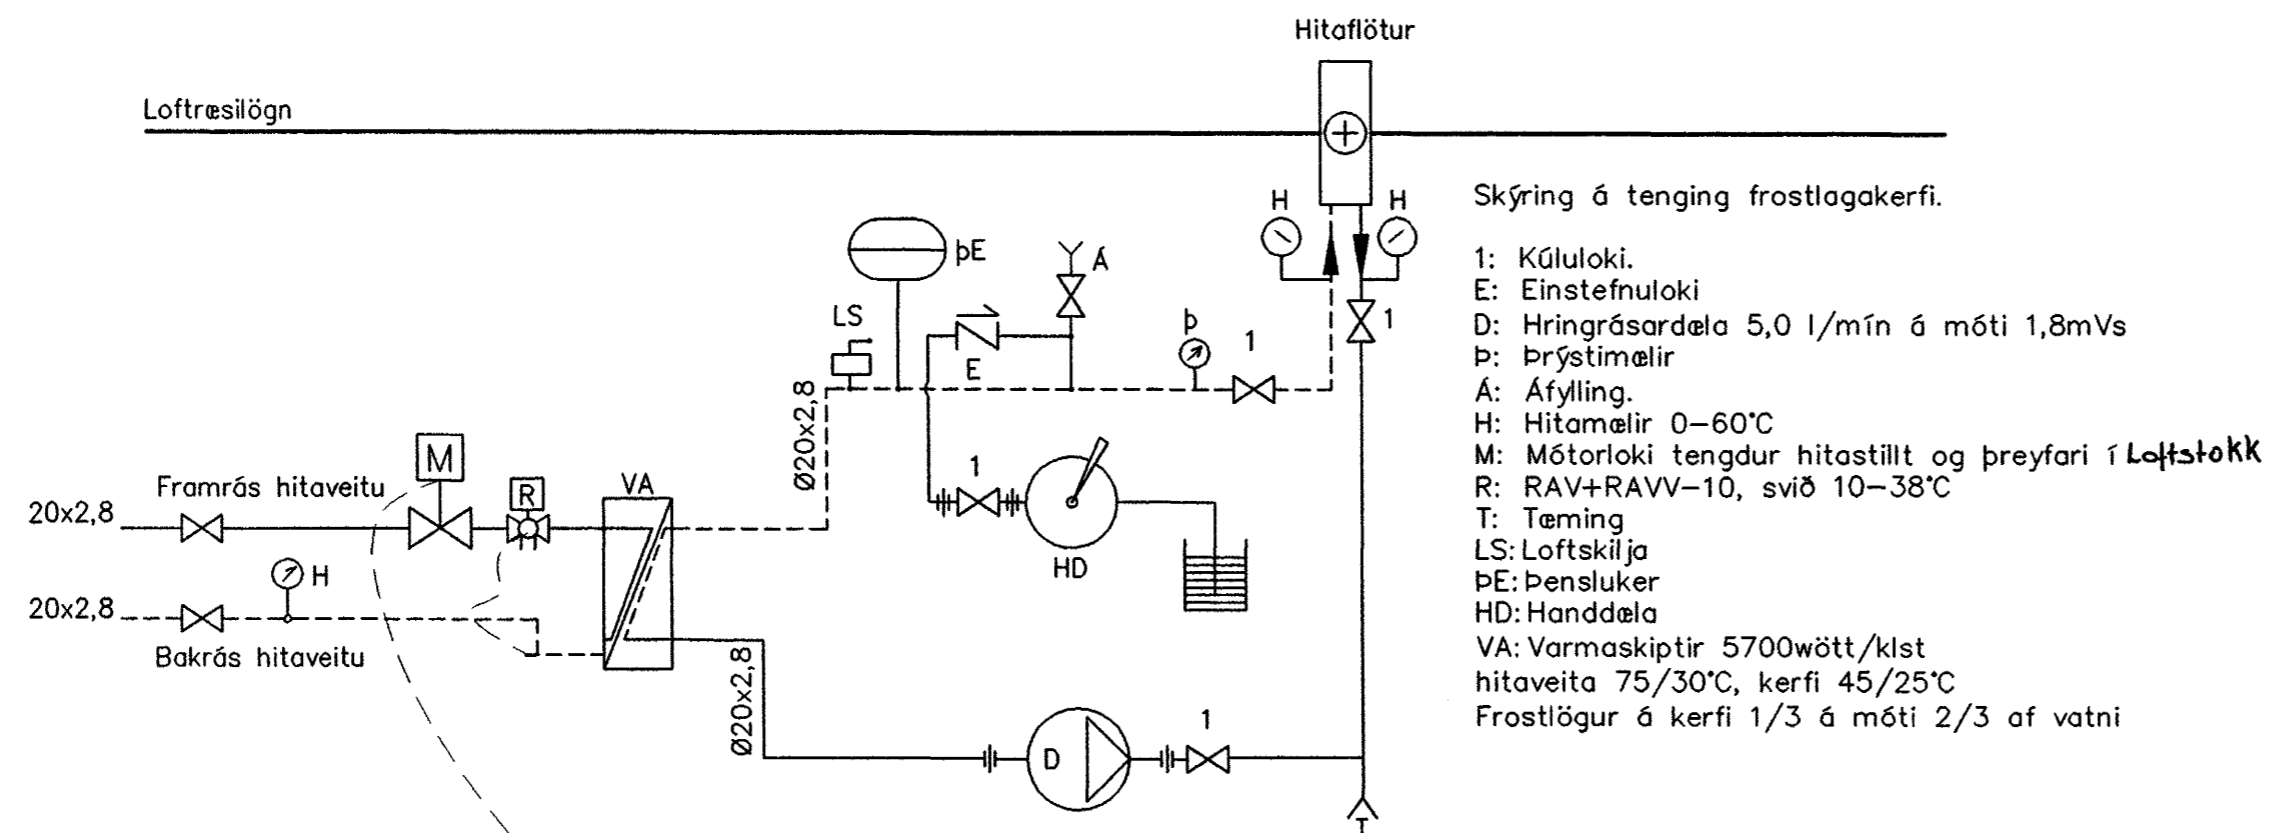 Hitaflötur
Loftræsilögn
H
H
Skýring á tenging frostlagakerfi.
ÞE
Á
1: Kúluloki.
E: Einstefnuloki
D: Hringrásardæla 5,0 l/mín á móti 1,8mVs
Þ: Þrýstimælir
Á: Áfylling.
H: Hitamælir 0–60°C
M: Mótorloki tengdur hitastillt og þreyfari í Loftstokk
R: RAV+RAVV–10, svið 10–38°C
T: Tæming
LS: Loftskilja
ÞE: Þensluker
HD: Handdæla
VA: Varmaskiptir 5700wött/klst
hitaveita 75/30°C, kerfi 45/25°C
Frostlögur á kerfi 1/3 á móti 2/3 af vatni
LS
Þ
1
1
E
Ø20x2,8
M
Framrás hitaveitu
R
VA
1
20x2,8
HD
H
20x2,8
Bakrás hitaveitu
Ø20x2,8
D
1
T